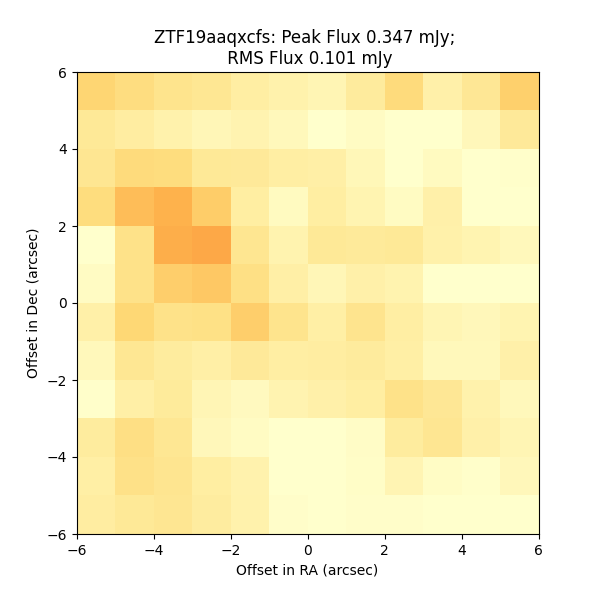 ZTF19aaqxcfs: Peak Flux 0.347 mJy;
RMS Flux 0.101 mJy
6
4
2
0
−2
−4
−6
Offset in Dec (arcsec)
−6 −4 −2 0 2 4 6
Offset in RA (arcsec)